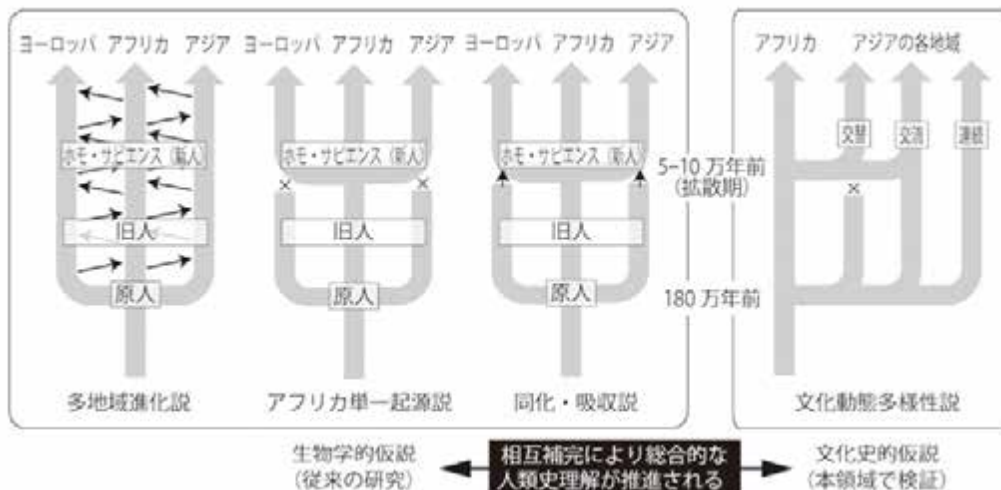 ヨーロッパ アフリカ アジア ヨーロッパ アフリカ アジア ヨーロッパ アフリカ アジア
ホモ・サピエンス（新人） ホモ・サピエンス（新人） ホモ・サピエンス（新人）
旧人 旧人 旧人
原人 原人 原人
多地域進化説 アフリカ単一起源説 同化・吸収説
5-10 万年前
（拡散期）
180 万年前
アフリカ アジアの各地域
交替 交流 連続
文化動態多様性説
生物学的仮説
（従来の研究）
相互補完により総合的な
人類史理解が推進される
文化史的仮説
（本領域で検証）